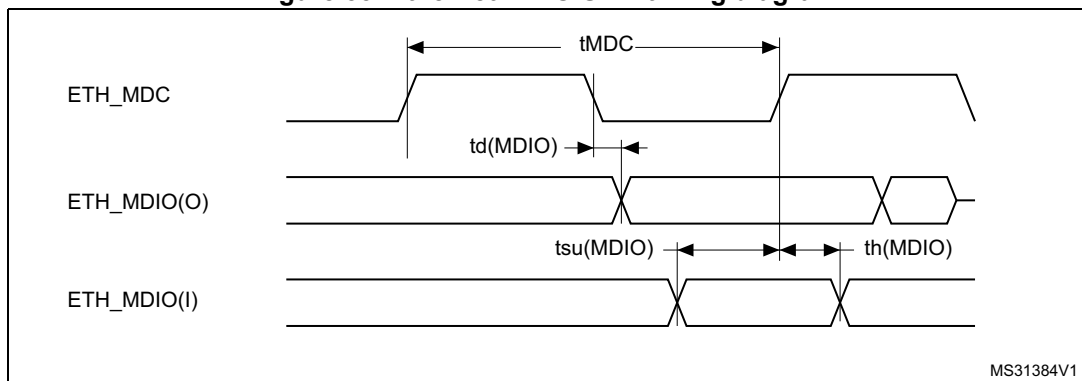 tMDC
ETH_MDC
td(MDIO)
ETH_MDIO(O)
tsu(MDIO) th(MDIO)
ETH_MDIO(I)
MS31384V1